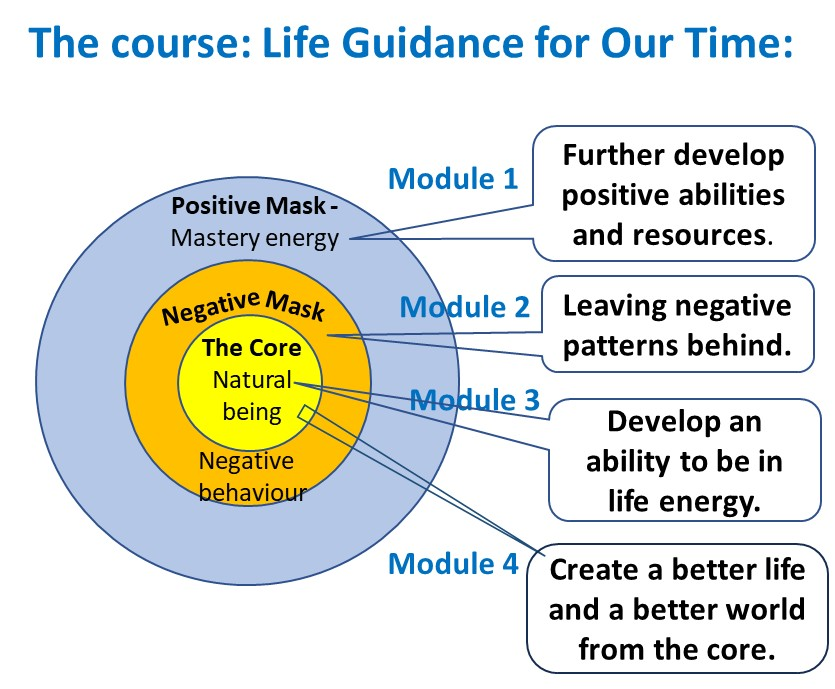 The course: Life Guidance for Our Time:
Module 1
Further develop
positive abilities
and resources.
Positive Mask -
Mastery energy
Module 2
Leaving negative
patterns behind.
Negative Mask
The Core
Natural
being
Module 3
Develop an
ability to be in
life energy.
Negative
behaviour
Module 4
Create a better life
and a better world
from the core.